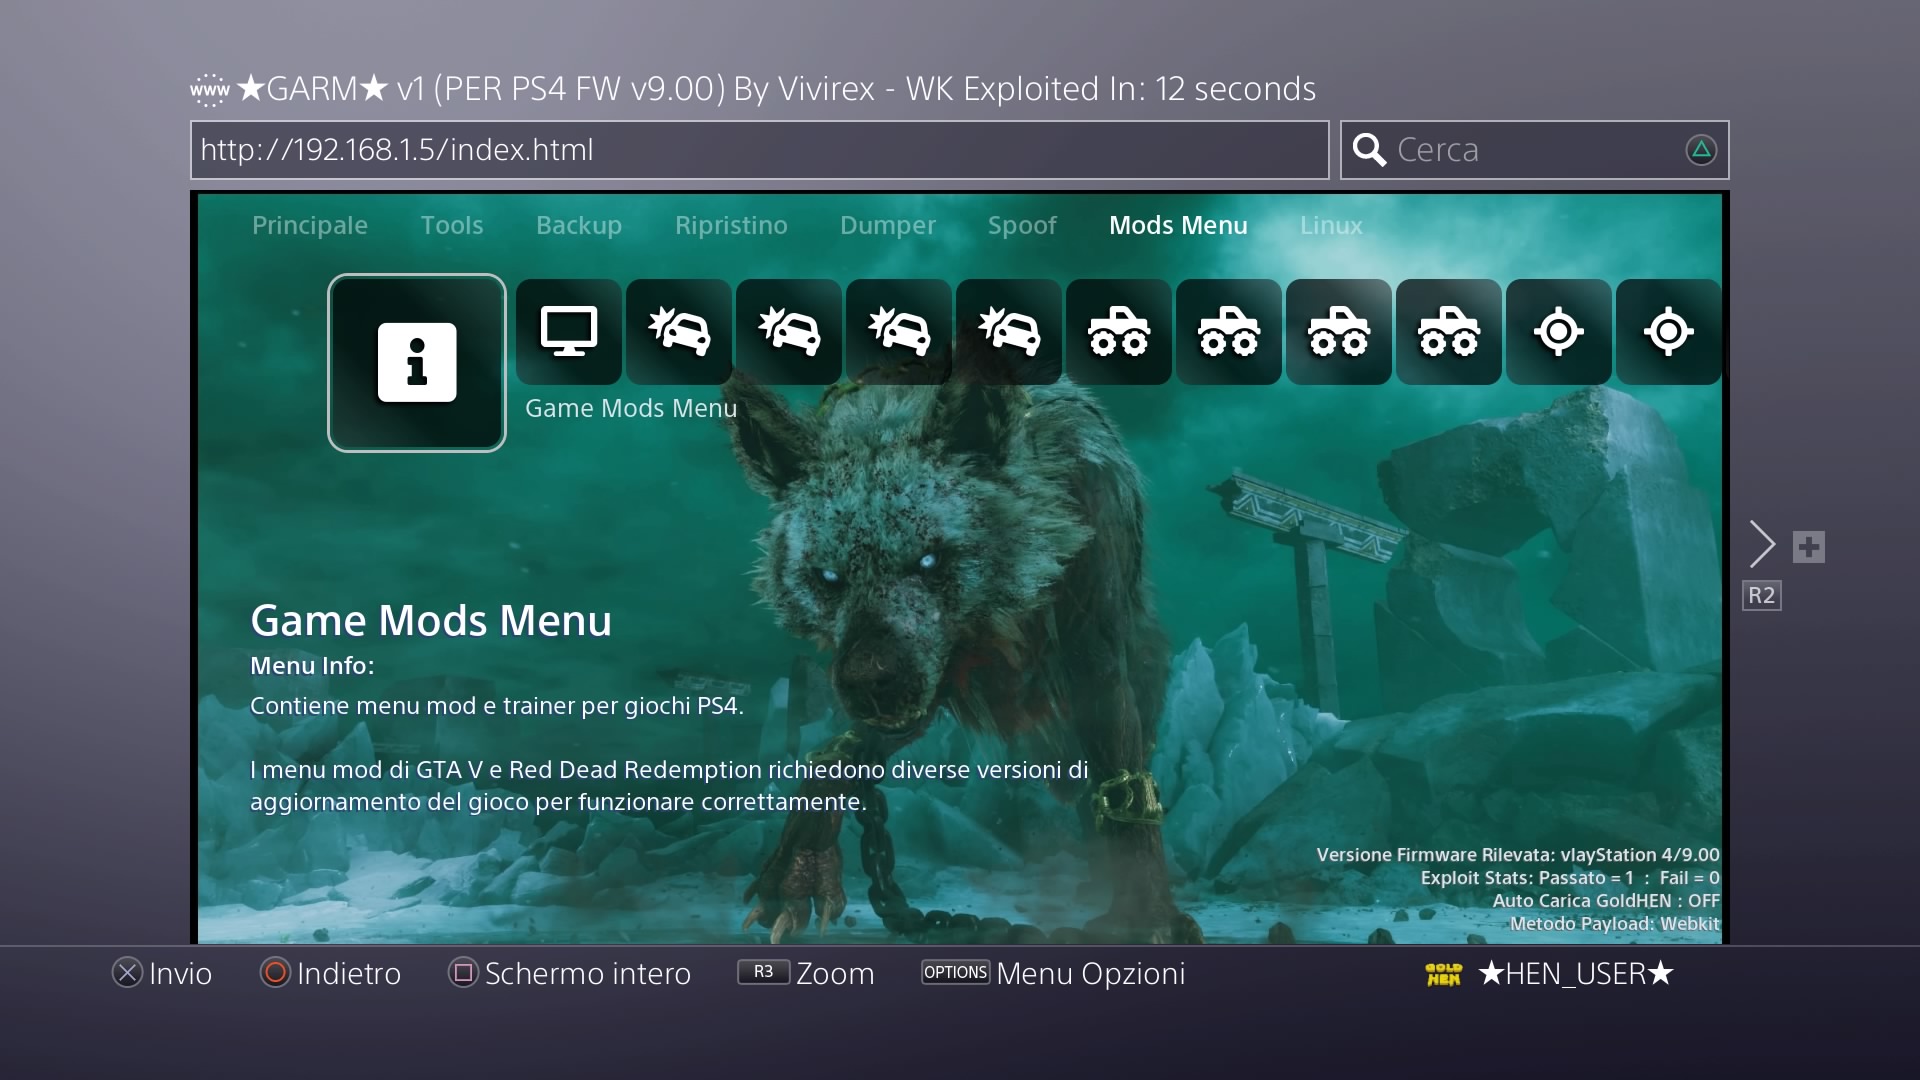 www ★GARM★ v1 (PER PS4 FW v9.00) By Vivirex - WK Exploited In: 12 seconds
http://192.168.1.5/index.html
Cerca
Principale Tools Backup Ripristino Dumper Spoof Mods Menu Linux
Game Mods Menu
R2
Game Mods Menu
Menu Info:
Contiene menu mod e trainer per giochi PS4.
I menu mod di GTA V e Red Dead Redemption richiedono diverse versioni di
aggiornamento del gioco per funzionare correttamente.
Versione Firmware Rilevata: vlayStation 4/9.00
Exploit Stats: Passato = 1 : Fail = 0
Auto Carica GoldHEN : OFF
Metodo Payload: Webkit
Invio Indietro Schermo intero R3 Zoom OPTIONS Menu Opzioni GOLD HEN ★HEN_USER★